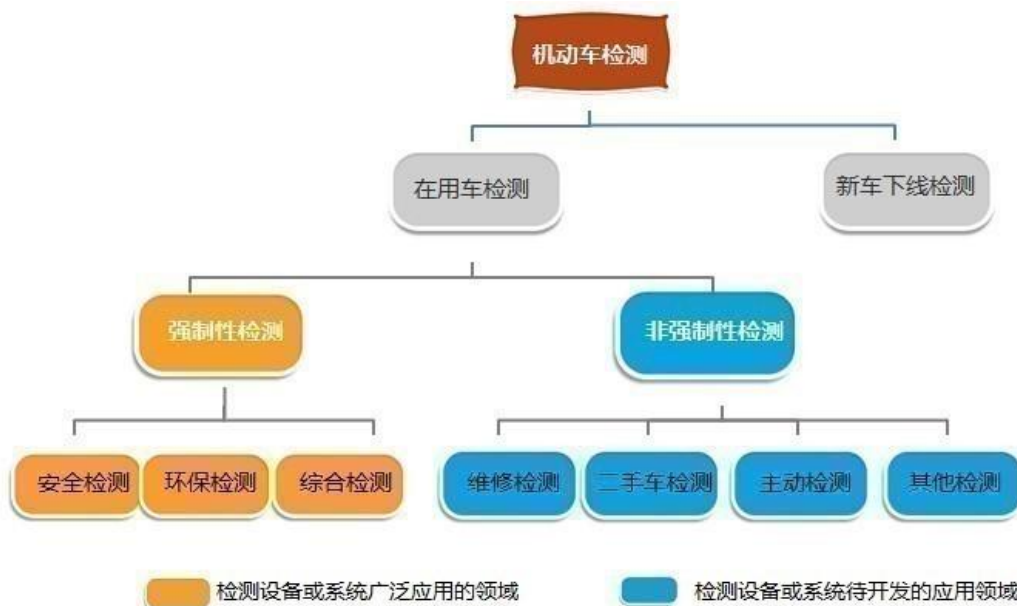 机动车检测
在用车检测
新车下线检测
强制性检测
非强制性检测
安全检测
环保检测
综合检测
维修检测
二手车检测
主动检测
其他检测
检测设备或系统广泛应用的领域
检测设备或系统待开发的应用领域